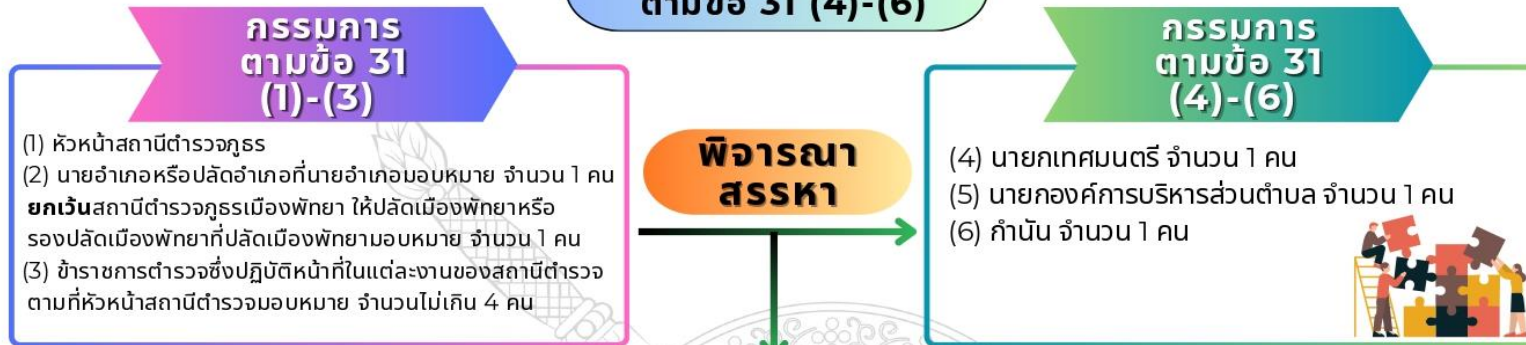 ตามข้อ 31 (4)-(6)
กรรมการ
ตามข้อ 31
(1)-(3)
(1) หัวหน้าสถานีตำรวจภูธร
(2) นายอำเภอหรือปลัดอำเภอที่นายอำเภอมอบหมาย จำนวน 1 คน
ยกเว้นสถานีตำรวจภูธรเมืองพัทยา ให้ปลัดเมืองพัทยาหรือ
รองปลัดเมืองพัทยาที่ปลัดเมืองพัทยามอบหมาย จำนวน 1 คน
(3) ข้าราชการตำรวจซึ่งปฏิบัติหน้าที่ในแต่ละงานของสถานีตำรวจ
ตามที่หัวหน้าสถานีตำรวจมอบหมาย จำนวนไม่เกิน 4 คน
พิจารณา
สรรหา
กรรมการ
ตามข้อ 31
(4)-(6)
(4) นายกเทศมนตรี จำนวน 1 คน
(5) นายกองค์การบริหารส่วนตำบล จำนวน 1 คน
(6) กำนัน จำนวน 1 คน